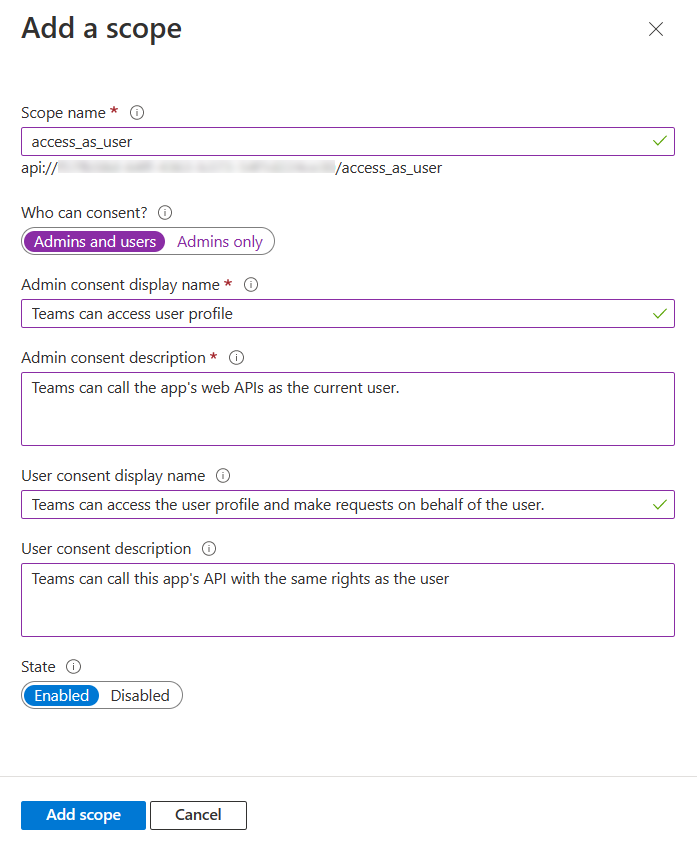 Add a scope
Scope name *
access_as_user
api:// /access_as_user
Who can consent?
Admins and users Admins only
Admin consent display name *
Teams can access user profile
Admin consent description *
Teams can call the app's web APIs as the current user.
User consent display name
Teams can access the user profile and make requests on behalf of the user.
User consent description
Teams can call this app's API with the same rights as the user
State
Enabled Disabled
Add scope Cancel